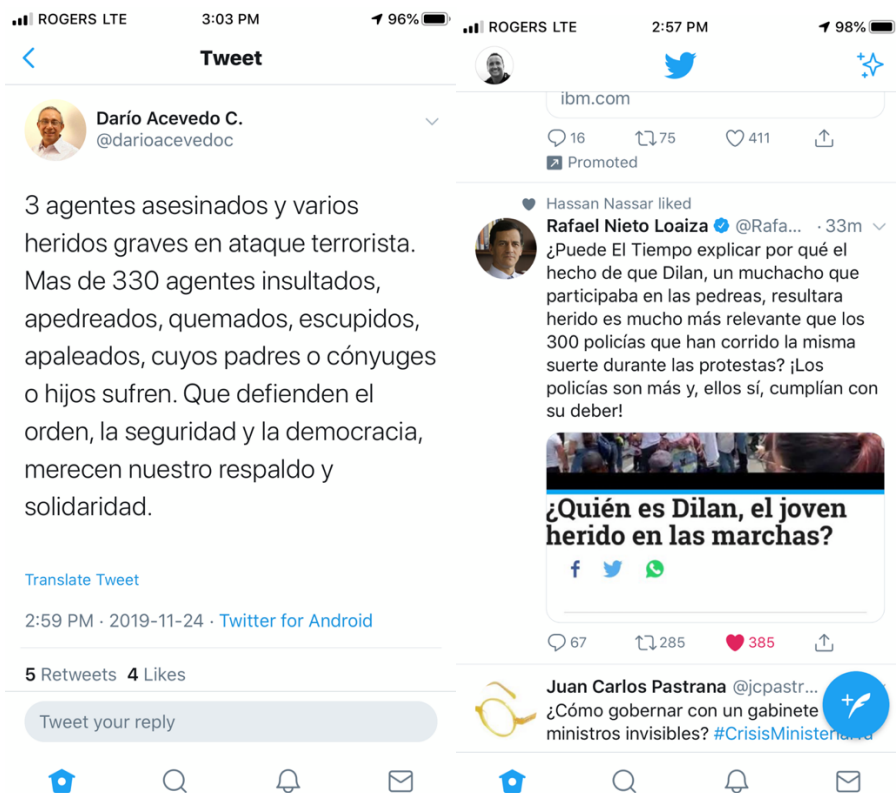 ROGERS LTE 3:03 PM 96%
Tweet
Darío Acevedo C.
@darioacevedoc
3 agentes asesinados y varios
heridos graves en ataque terrorista.
Mas de 330 agentes insultados,
apedreados, quemados, escupidos,
apaleados, cuyos padres o cónyuges
o hijos sufren. Que defienden el
orden, la seguridad y la democracia,
merecen nuestro respaldo y
solidaridad.
Translate Tweet
2:59 PM · 2019-11-24 · Twitter for Android
5 Retweets 4 Likes
Tweet your reply
ROGERS LTE 2:57 PM 98%
ibm.com
16 75 411
Promoted
Hassan Nassar liked
Rafael Nieto Loaiza @Rafa... · 33m
¿Puede El Tiempo explicar por qué el
hecho de que Dilan, un muchacho que
participaba en las pedreas, resultara
herido es mucho más relevante que los
300 policías que han corrido la misma
suerte durante las protestas? ¡Los
policías son más y, ellos sí, cumplían con
su deber!
¿Quién es Dilan, el joven
herido en las marchas?
67 285 385
Juan Carlos Pastrana @jcpastr...
¿Cómo gobernar con un gabinete
ministros invisibles?